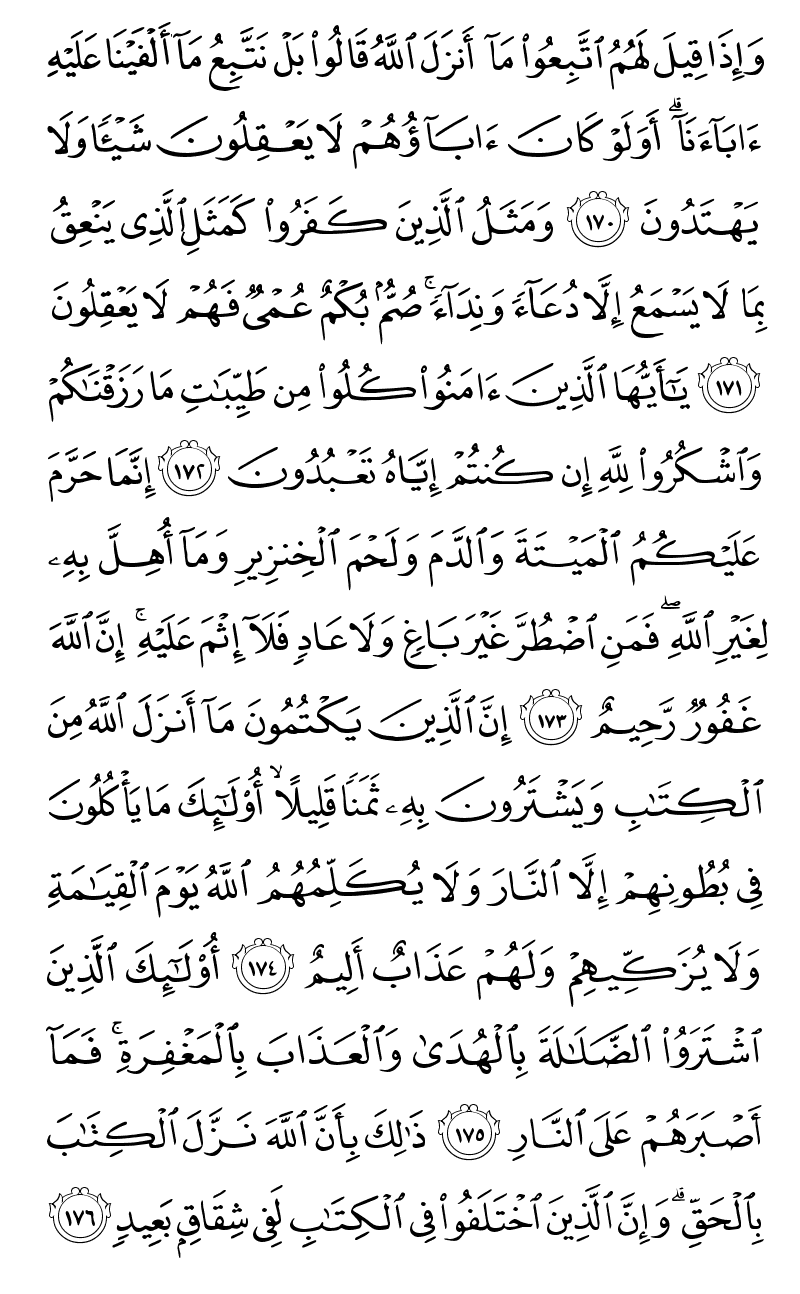 وَإِذَا قِيلَ لَهُمُ ٱتَّبِعُوا۟ مَآ أَنزَلَ ٱللَّهُ قَالُوا۟ بَلْ نَتَّبِعُ مَآ أَلْفَيْنَا عَلَيْهِ
ءَابَآءَنَآ ۗ أَوَلَوْ كَانَ ءَابَآؤُهُمْ لَا يَعْقِلُونَ شَيْـًٔا وَلَا
يَهْتَدُونَ ١٧٠ وَمَثَلُ ٱلَّذِينَ كَفَرُوا۟ كَمَثَلِ ٱلَّذِى يَنْعِقُ
بِمَا لَا يَسْمَعُ إِلَّا دُعَآءً وَنِدَآءً ۚ صُمٌّۢ بُكْمٌ عُمْىٌ فَهُمْ لَا يَعْقِلُونَ
١٧١ يَـٰٓأَيُّهَا ٱلَّذِينَ ءَامَنُوا۟ كُلُوا۟ مِن طَيِّبَـٰتِ مَا رَزَقْنَـٰكُمْ
وَٱشْكُرُوا۟ لِلَّهِ إِن كُنتُمْ إِيَّاهُ تَعْبُدُونَ ١٧٢ إِنَّمَا حَرَّمَ
عَلَيْكُمُ ٱلْمَيْتَةَ وَٱلدَّمَ وَلَحْمَ ٱلْخِنزِيرِ وَمَآ أُهِلَّ بِهِۦ
لِغَيْرِ ٱللَّهِ ۖ فَمَنِ ٱضْطُرَّ غَيْرَ بَاغٍ وَلَا عَادٍ فَلَآ إِثْمَ عَلَيْهِ ۚ إِنَّ ٱللَّهَ
غَفُورٌ رَّحِيمٌ ١٧٣ إِنَّ ٱلَّذِينَ يَكْتُمُونَ مَآ أَنزَلَ ٱللَّهُ مِنَ
ٱلْكِتَـٰبِ وَيَشْتَرُونَ بِهِۦ ثَمَنًا قَلِيلًا ۙ أُو۟لَـٰٓئِكَ مَا يَأْكُلُونَ
فِى بُطُونِهِمْ إِلَّا ٱلنَّارَ وَلَا يُكَلِّمُهُمُ ٱللَّهُ يَوْمَ ٱلْقِيَـٰمَةِ
وَلَا يُزَكِّيهِمْ وَلَهُمْ عَذَابٌ أَلِيمٌ ١٧٤ أُو۟لَـٰٓئِكَ ٱلَّذِينَ
ٱشْتَرَوُا۟ ٱلضَّلَـٰلَةَ بِٱلْهُدَىٰ وَٱلْعَذَابَ بِٱلْمَغْفِرَةِ ۚ فَمَآ
أَصْبَرَهُمْ عَلَى ٱلنَّارِ ١٧٥ ذَٰلِكَ بِأَنَّ ٱللَّهَ نَزَّلَ ٱلْكِتَـٰبَ
بِٱلْحَقِّ ۗ وَإِنَّ ٱلَّذِينَ ٱخْتَلَفُوا۟ فِى ٱلْكِتَـٰبِ لَفِى شِقَاقٍۭ بَعِيدٍ ١٧٦